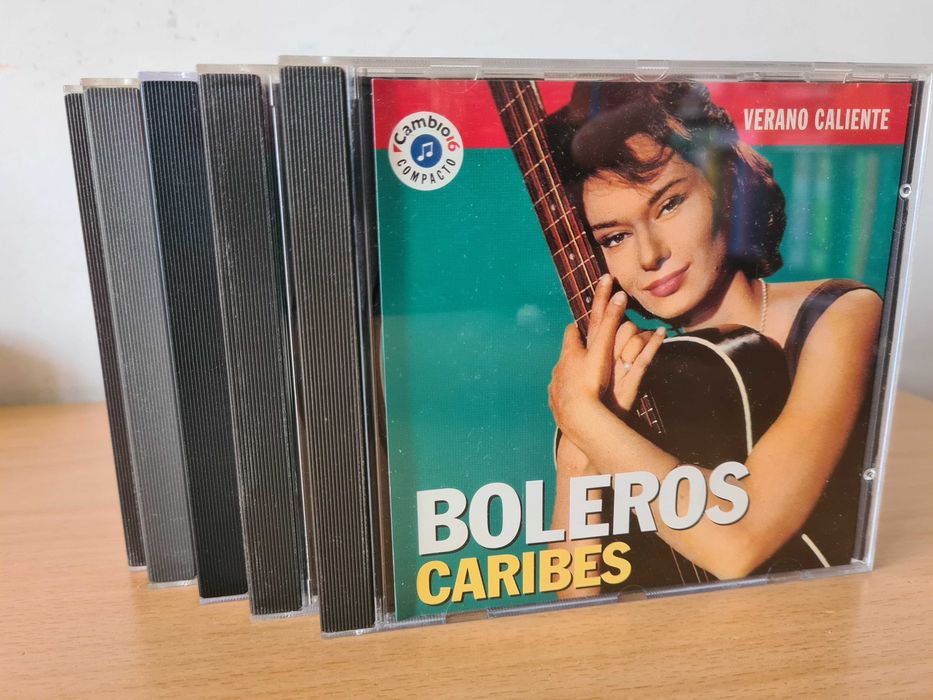 Cambio16
COMPACTO
VERANO CALIENTE
BOLEROS
CARIBES